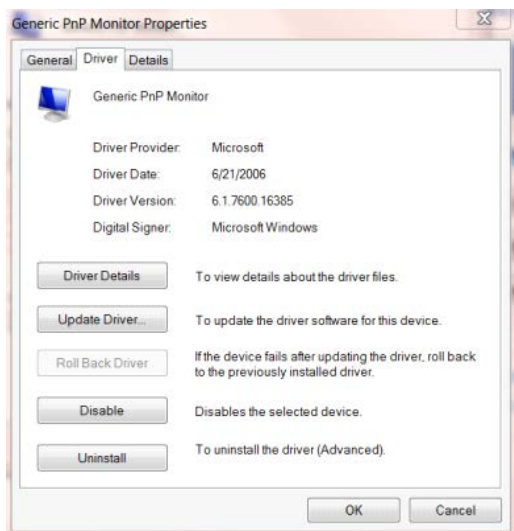 Generic PnP Monitor Properties
General Driver Details
Generic PnP Monitor
Driver Provider: Microsoft
Driver Date: 6/21/2006
Driver Version: 6.1.7600.16385
Digital Signer: Microsoft Windows
Driver Details To view details about the driver files.
Update Driver... To update the driver software for this device.
Roll Back Driver If the device fails after updating the driver, roll back
to the previously installed driver.
Disable Disables the selected device.
Uninstall To uninstall the driver (Advanced).
OK Cancel